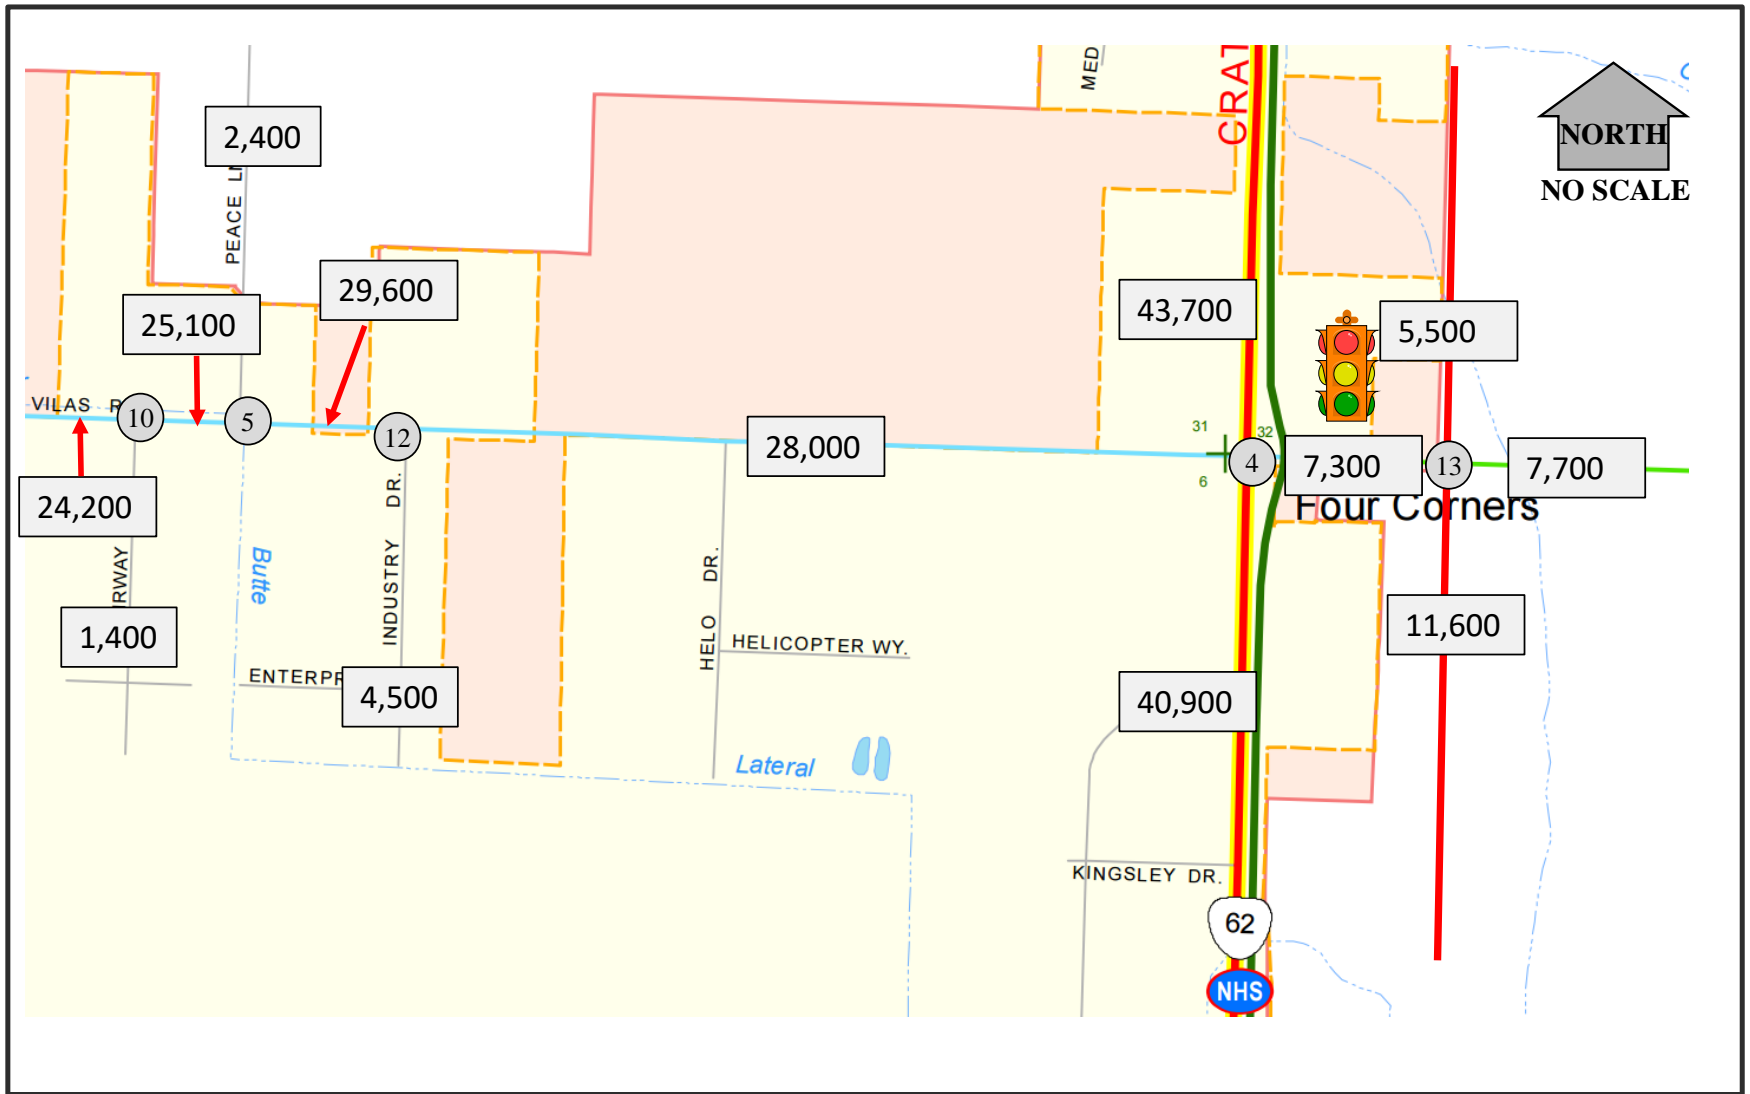 MED
CRAT
NORTH
NO SCALE
2,400
PEACE LN
29,600
25,100
43,700
5,500
VILAS
10
5
12
28,000
31
32
4
6
7,300
13
7,700
Four Corners
24,200
Butte
IRWAY
INDUSTRY DR.
HELO DR.
HELICOPTER WY.
1,400
11,600
ENTERPR
4,500
40,900
Lateral
KINGSLEY DR.
62
NHS